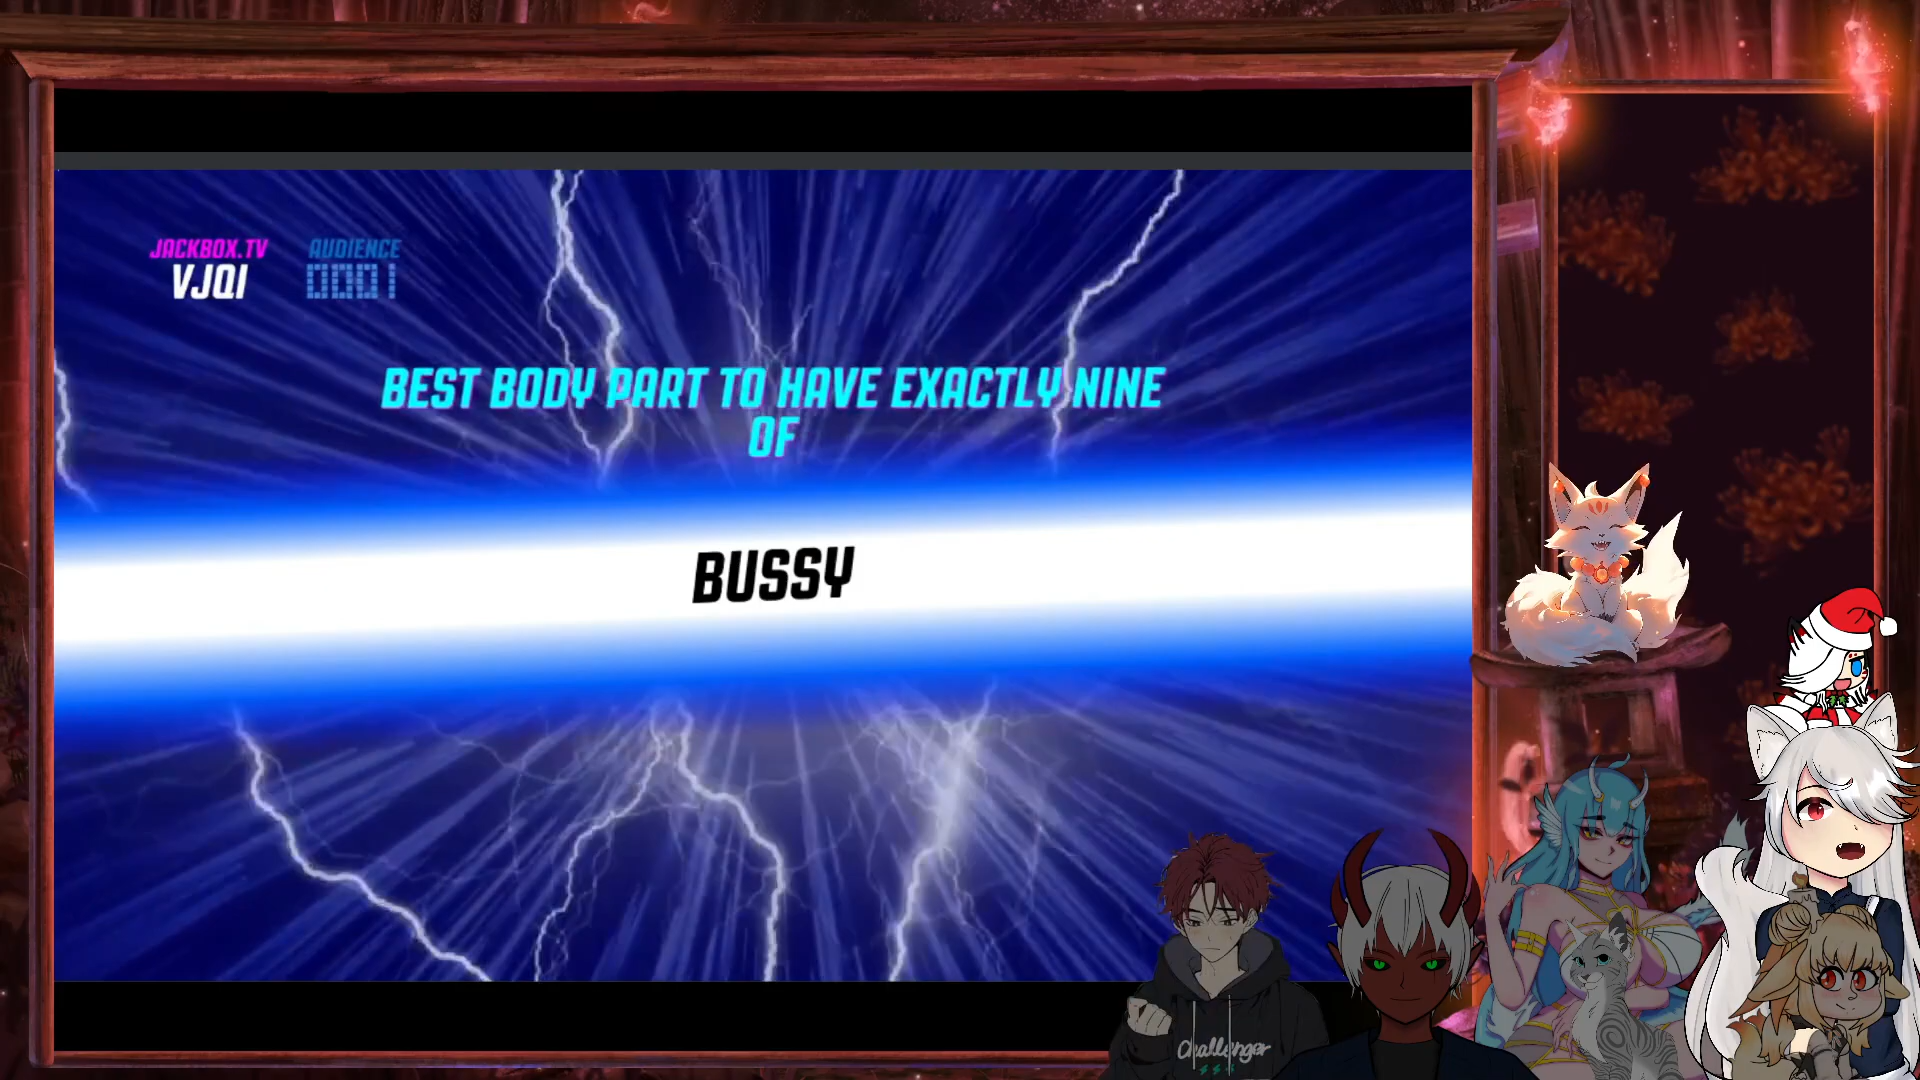 JACKBOX.TV
VJQI
AUDIENCE
0001
BEST BODY PART TO HAVE EXACTLY NINE
OF
BUSSY
Challenger